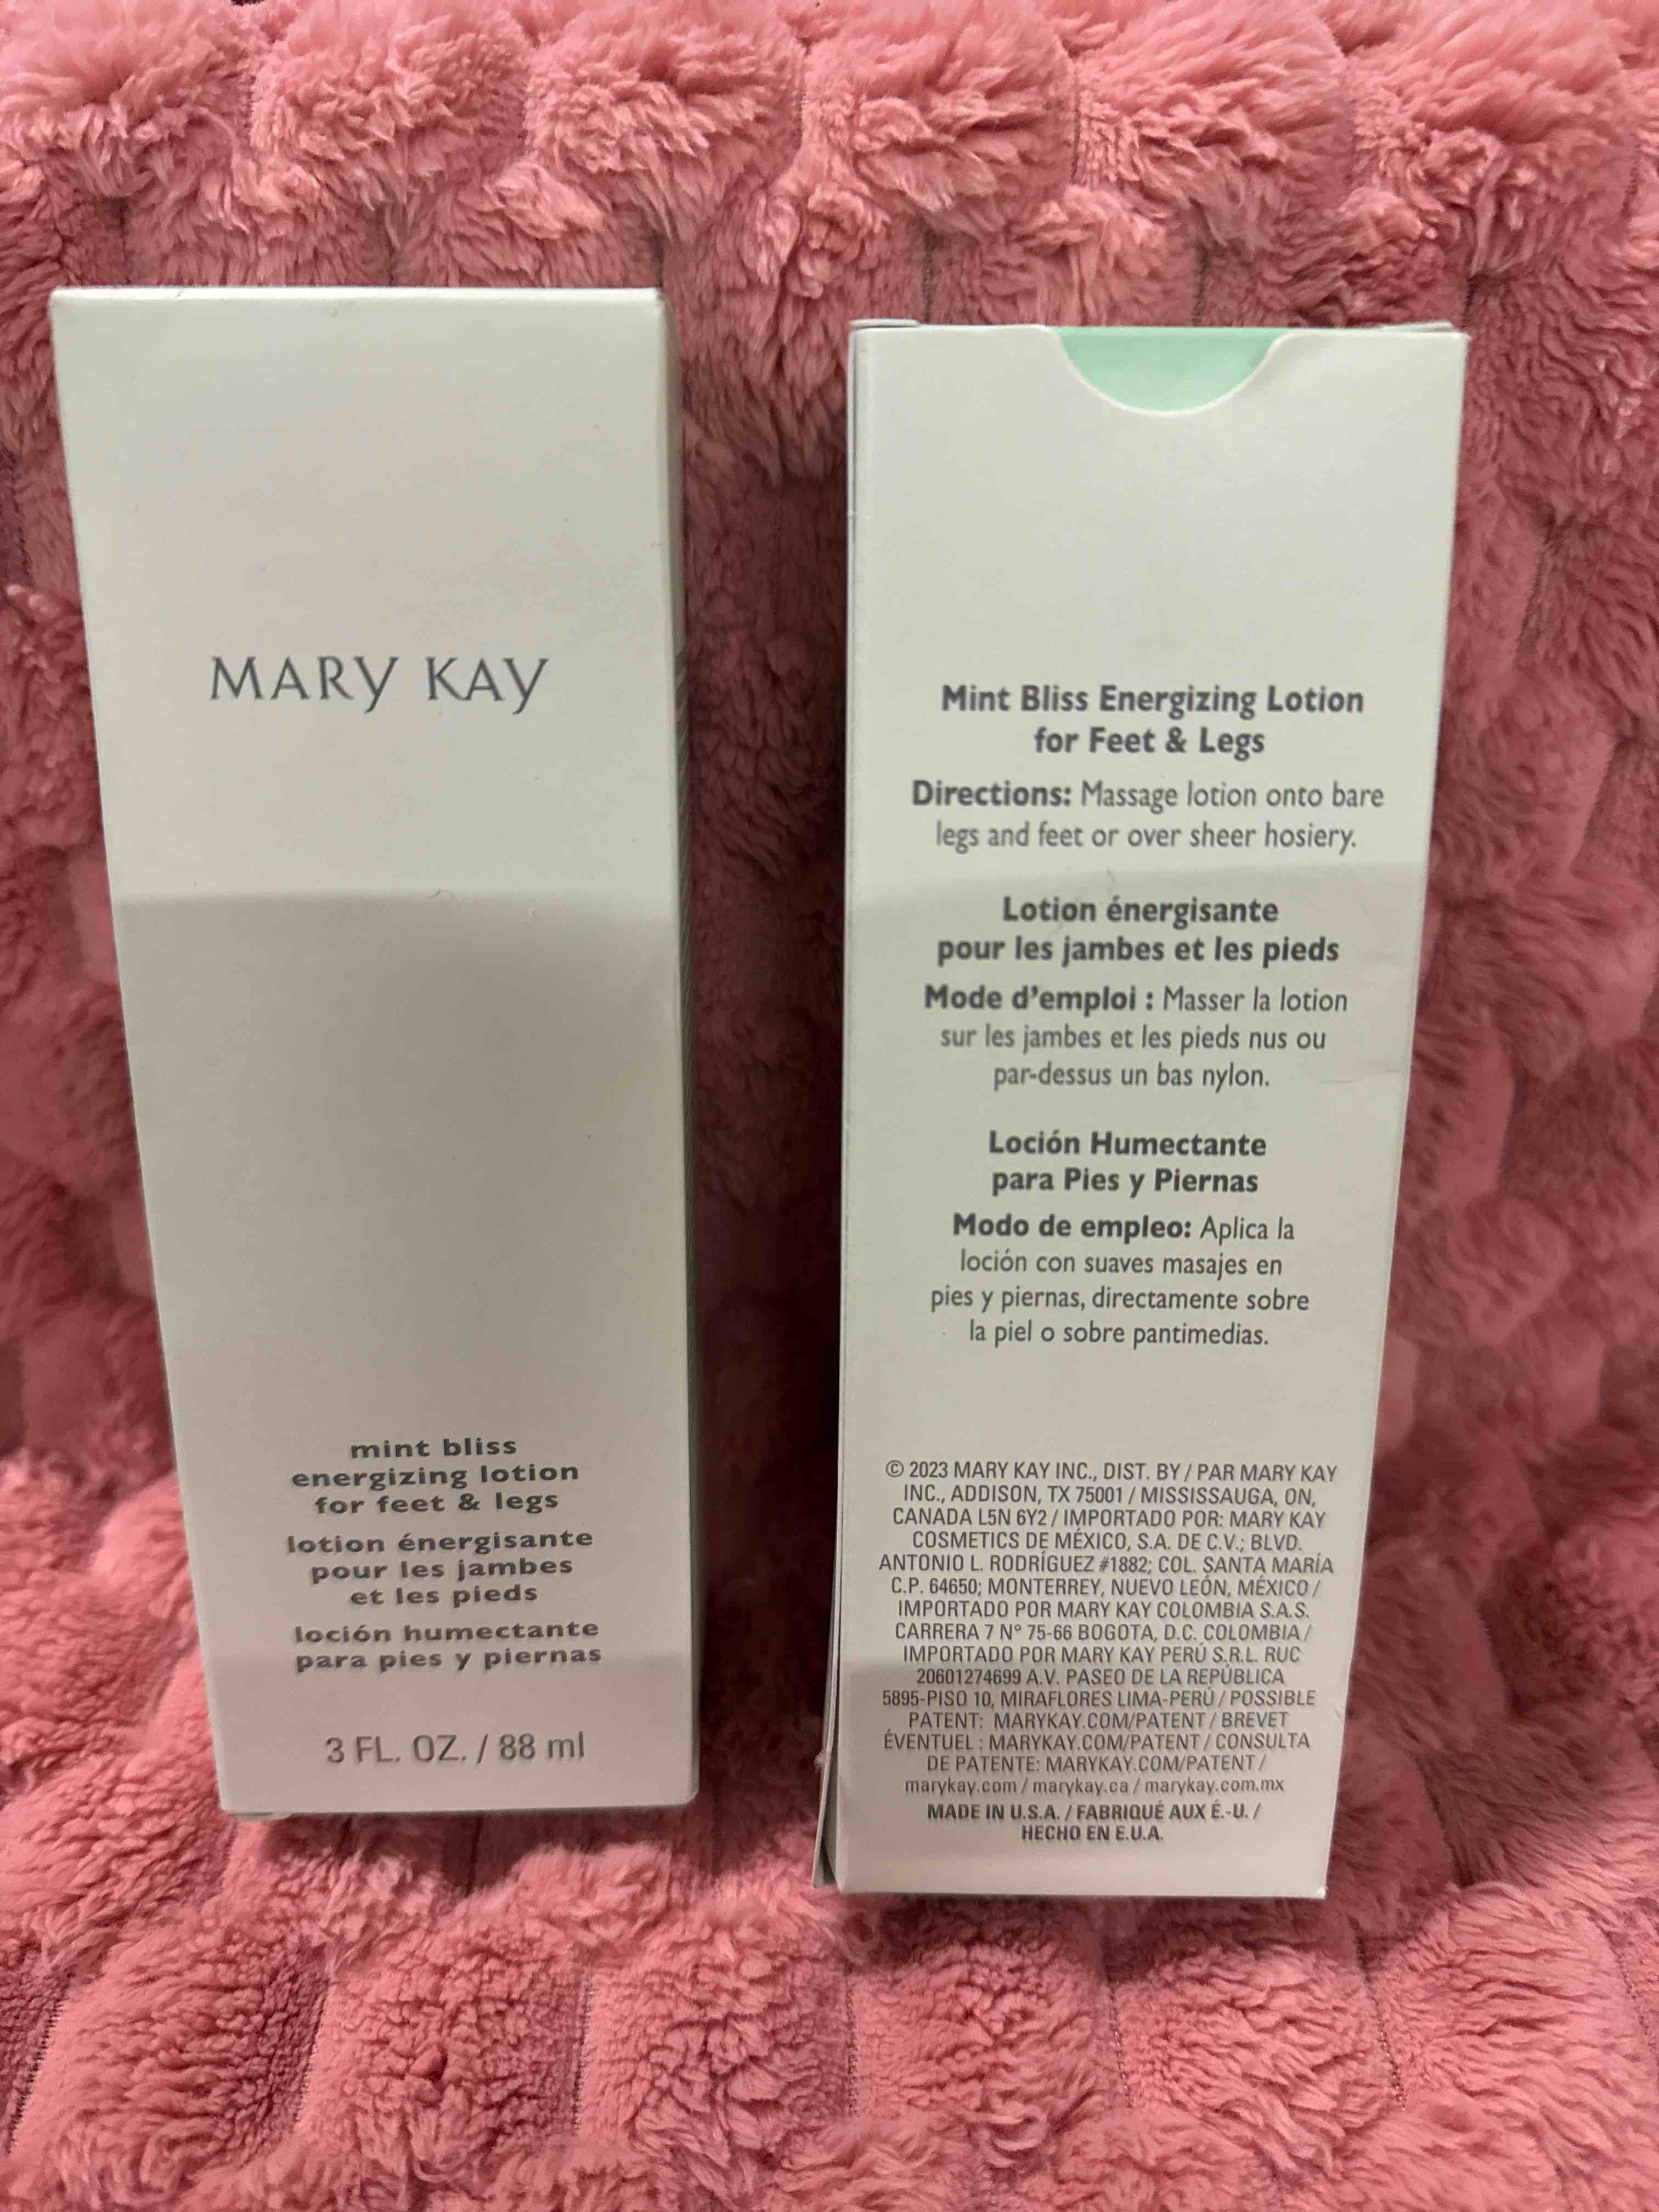 MARY KAY
mint bliss
energizing lotion
for feet & legs
lotion énergisante
pour les jambes
et les pieds
loción humectante
para pies y piernas
3 FL. OZ. / 88 ml
Mint Bliss Energizing Lotion
for Feet & Legs
Directions: Massage lotion onto bare
legs and feet or over sheer hosiery.
Lotion énergisante
pour les jambes et les pieds
Mode d'emploi : Masser la lotion
sur les jambes et les pieds nus ou
par-dessus un bas nylon.
Loción Humectante
para Pies y Piernas
Modo de empleo: Aplica la
loción con suaves masajes en
pies y piernas, directamente sobre
la piel o sobre pantimedias.
© 2023 MARY KAY INC., DIST. BY / PAR MARY KAY
INC., ADDISON, TX 75001 / MISSISSAUGA, ON,
CANADA L5N 6Y2 / IMPORTADO POR: MARY KAY
COSMETICS DE MÉXICO, S.A. DE C.V.; BLVD.
ANTONIO L. RODRÍGUEZ #1882; COL. SANTA MARÍA
C.P. 64650; MONTERREY, NUEVO LEÓN, MÉXICO /
IMPORTADO POR MARY KAY COLOMBIA S.A.S.
CARRERA 7 N° 75-66 BOGOTA, D.C. COLOMBIA /
IMPORTADO POR MARY KAY PERÚ S.R.L. RUC
20601274699 A.V. PASEO DE LA REPÚBLICA
5895-PISO 10, MIRAFLORES LIMA-PERÚ / POSSIBLE
PATENT: MARYKAY.COM/PATENT / BREVET
ÉVENTUEL : MARYKAY.COM/PATENT / CONSULTA
DE PATENTE: MARYKAY.COM/PATENT /
marykay.com / marykay.ca / marykay.com.mx
MADE IN U.S.A. / FABRIQUÉ AUX É.-U. /
HECHO EN E.U.A.